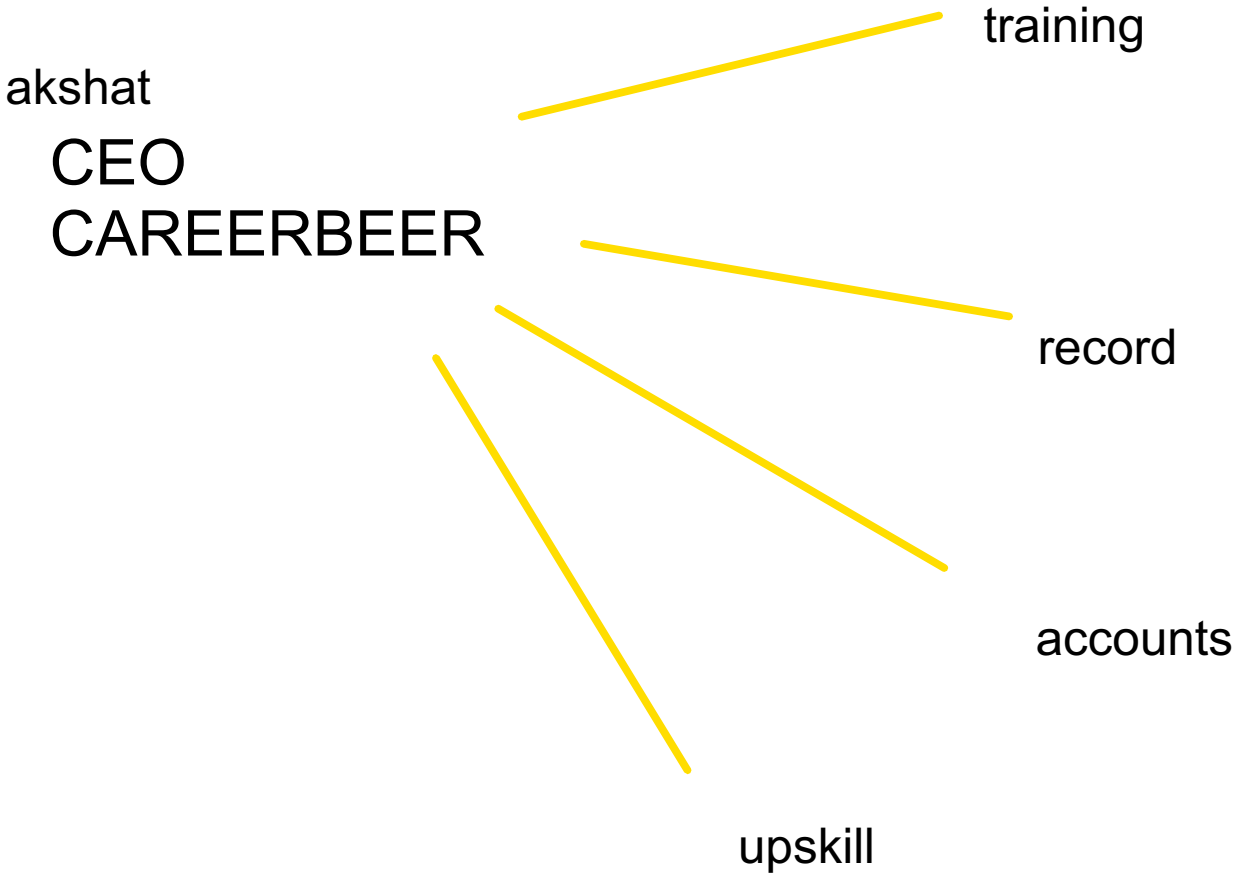 training
akshat
CEO
CAREERBEER
record
accounts
upskill